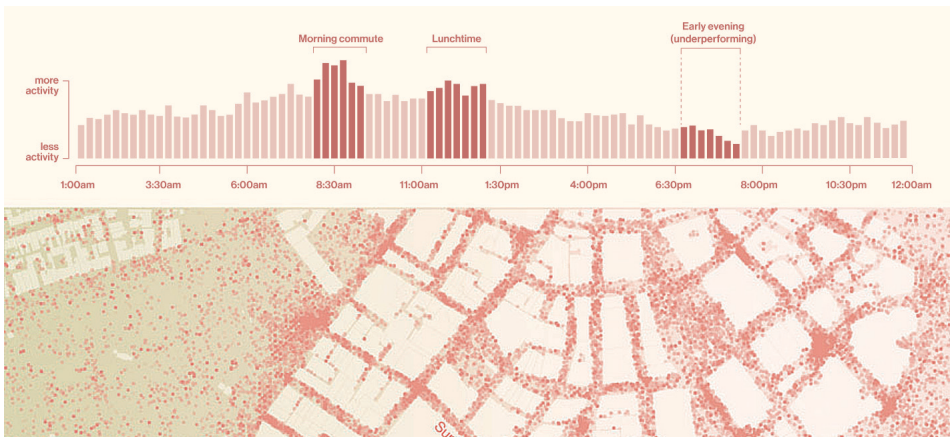 Morning commute
Lunchtime
Early evening
(underperforming)
more
activity
less
activity
1:00am
3:30am
6:00am
8:30am
11:00am
1:30pm
4:00pm
6:30pm
8:00pm
10:30pm
12:00am